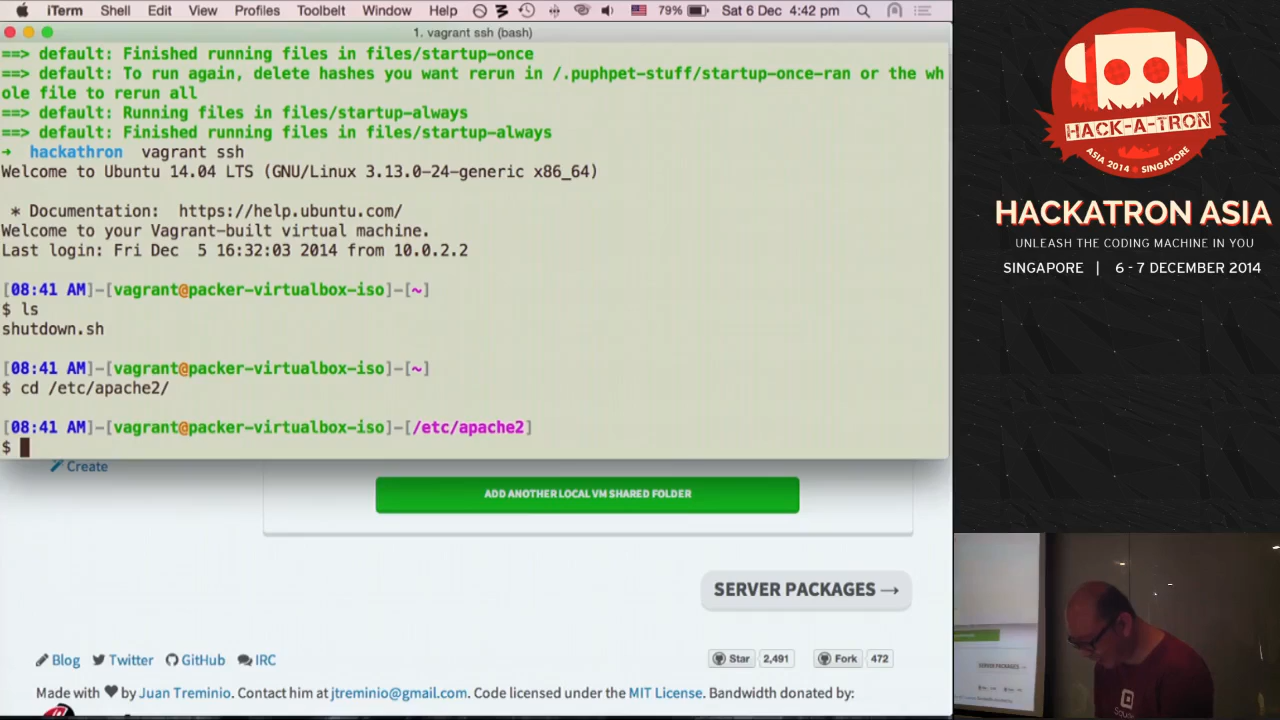 iTerm Shell Edit View Profiles Toolbelt Window Help 79% Sat 6 Dec 4:42 pm
1. vagrant ssh (bash)
==> default: Finished running files in files/startup-once
==> default: To run again, delete hashes you want rerun in /.puphpet-stuff/startup-once-ran or the wh
ole file to rerun all
==> default: Running files in files/startup-always
==> default: Finished running files in files/startup-always
→ hackathron vagrant ssh
Welcome to Ubuntu 14.04 LTS (GNU/Linux 3.13.0-24-generic x86_64)
* Documentation: https://help.ubuntu.com/
Welcome to your Vagrant-built virtual machine.
Last login: Fri Dec 5 16:32:03 2014 from 10.0.2.2
[08:41 AM]-[vagrant@packer-virtualbox-iso]-[~]
$ ls
shutdown.sh
[08:41 AM]-[vagrant@packer-virtualbox-iso]-[~]
$ cd /etc/apache2/
[08:41 AM]-[vagrant@packer-virtualbox-iso]-[/etc/apache2]
$
Create
ADD ANOTHER LOCAL VM SHARED FOLDER
SERVER PACKAGES →
Blog Twitter GitHub IRC
Star 2,491 Fork 472
Made with ♥ by Juan Treminio. Contact him at jtreminio@gmail.com. Code licensed under the MIT License. Bandwidth donated by:
HACK-A-TRON
ASIA 2014 SINGAPORE
HACKATRON ASIA
UNLEASH THE CODING MACHINE IN YOU
SINGAPORE | 6 - 7 DECEMBER 2014
SERVER PACKAGES